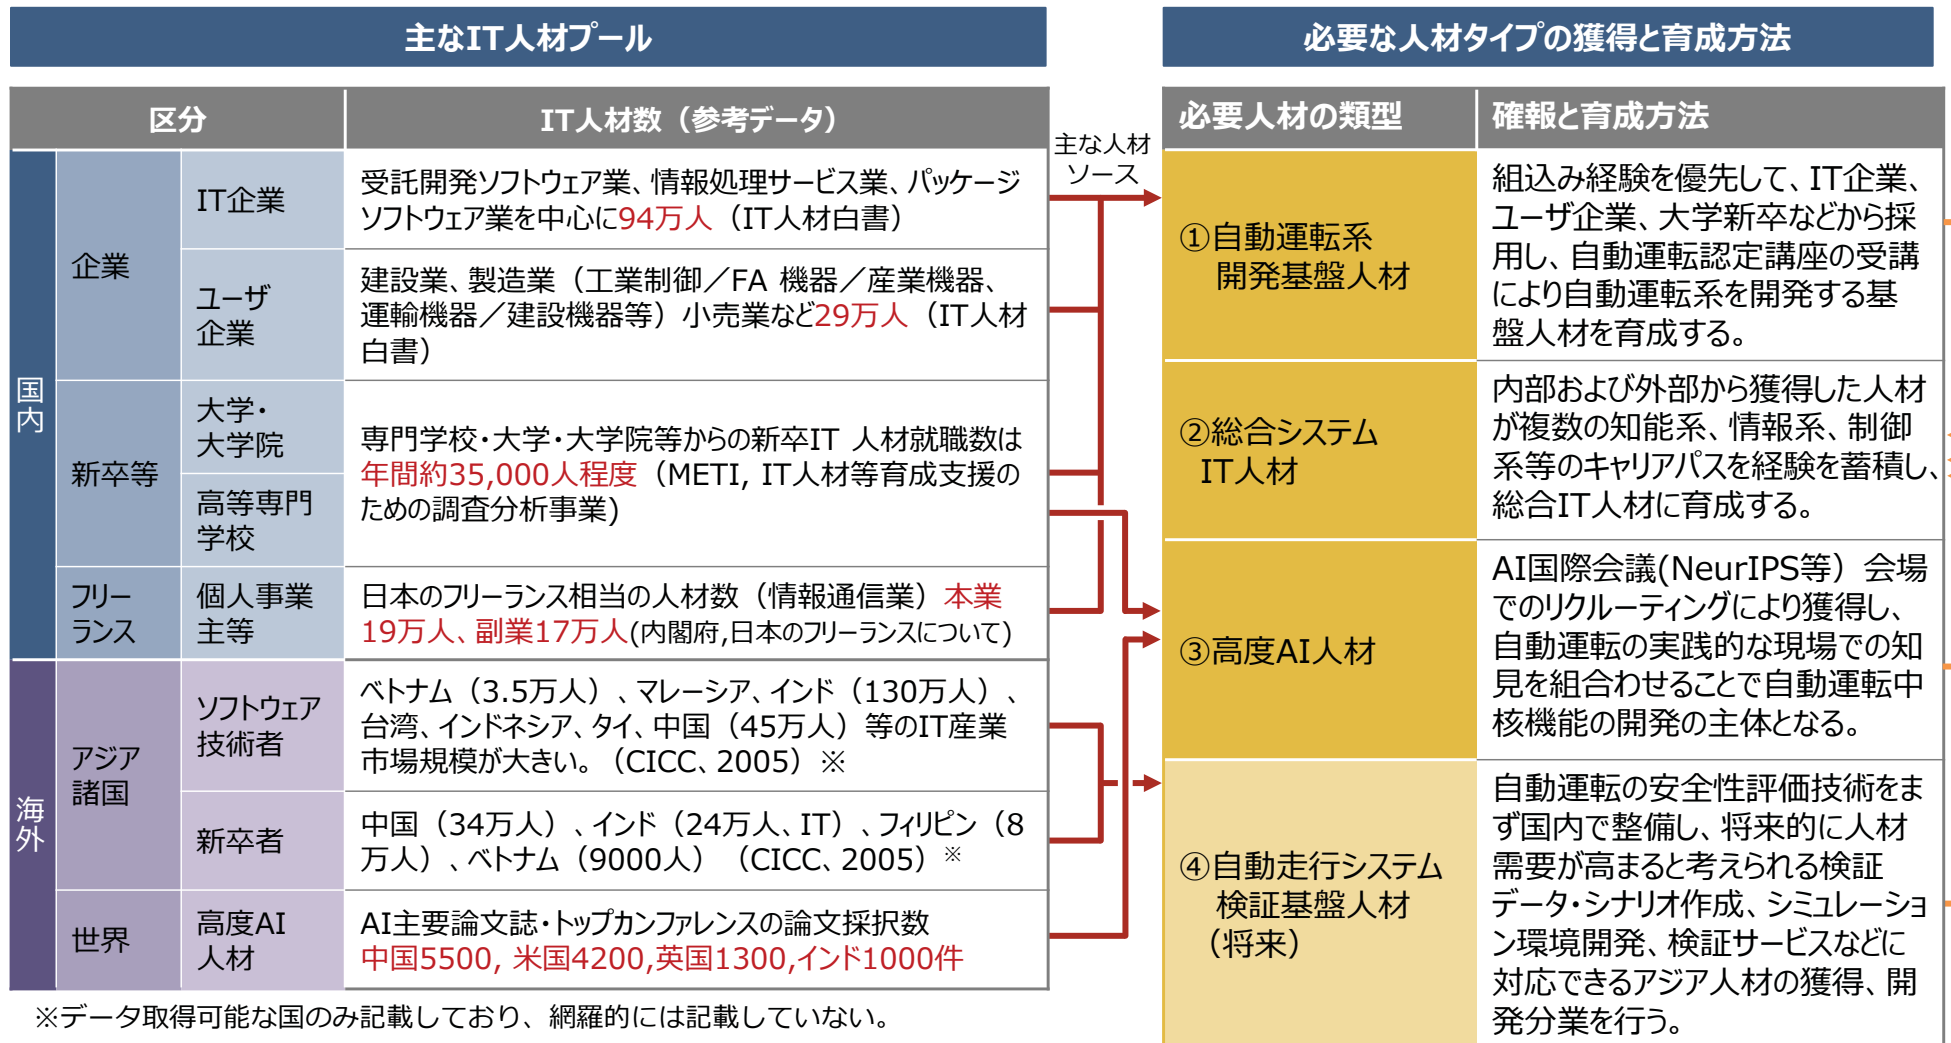 主なIT人材プール
必要な人材タイプの獲得と育成方法
区分
IT人材数（参考データ）
主な人材
ソース
国内
企業
IT企業
受託開発ソフトウェア業、情報処理サービス業、パッケージ
ソフトウェア業を中心に94万人（IT人材白書）
ユーザ
企業
建設業、製造業（工業制御／FA 機器／産業機器、
運輸機器／建設機器等）小売業など29万人（IT人材
白書）
新卒等
大学・
大学院
高等専門
学校
専門学校・大学・大学院等からの新卒IT 人材就職数は
年間約35,000人程度（METI, IT人材等育成支援の
ための調査分析事業)
フリー
ランス
個人事業
主等
日本のフリーランス相当の人材数（情報通信業）本業
19万人、副業17万人(内閣府,日本のフリーランスについて)
海外
アジア
諸国
ソフトウェア
技術者
ベトナム（3.5万人）、マレーシア、インド（130万人）、
台湾、インドネシア、タイ、中国（45万人）等のIT産業
市場規模が大きい。（CICC、2005）※
新卒者
中国（34万人）、インド（24万人、IT）、フィリピン（8
万人）、ベトナム（9000人）（CICC、2005）※
世界
高度AI
人材
AI主要論文誌・トップカンファレンスの論文採択数
中国5500, 米国4200,英国1300,インド1000件
※データ取得可能な国のみ記載しており、網羅的には記載していない。
必要人材の類型
確報と育成方法
①自動運転系
開発基盤人材
組込み経験を優先して、IT企業、
ユーザ企業、大学新卒などから採
用し、自動運転認定講座の受講
により自動運転系を開発する基
盤人材を育成する。
②総合システム
IT人材
内部および外部から獲得した人材
が複数の知能系、情報系、制御
系等のキャリアパスを経験を蓄積し、
総合IT人材に育成する。
③高度AI人材
AI国際会議(NeurIPS等）会場
でのリクルーティングにより獲得し、
自動運転の実践的な現場での知
見を組合わせることで自動運転中
核機能の開発の主体となる。
④自動走行システム
検証基盤人材
（将来）
自動運転の安全性評価技術をま
ず国内で整備し、将来的に人材
需要が高まると考えられる検証
データ・シナリオ作成、シミュレーショ
ン環境開発、検証サービスなどに
対応できるアジア人材の獲得、開
発分業を行う。